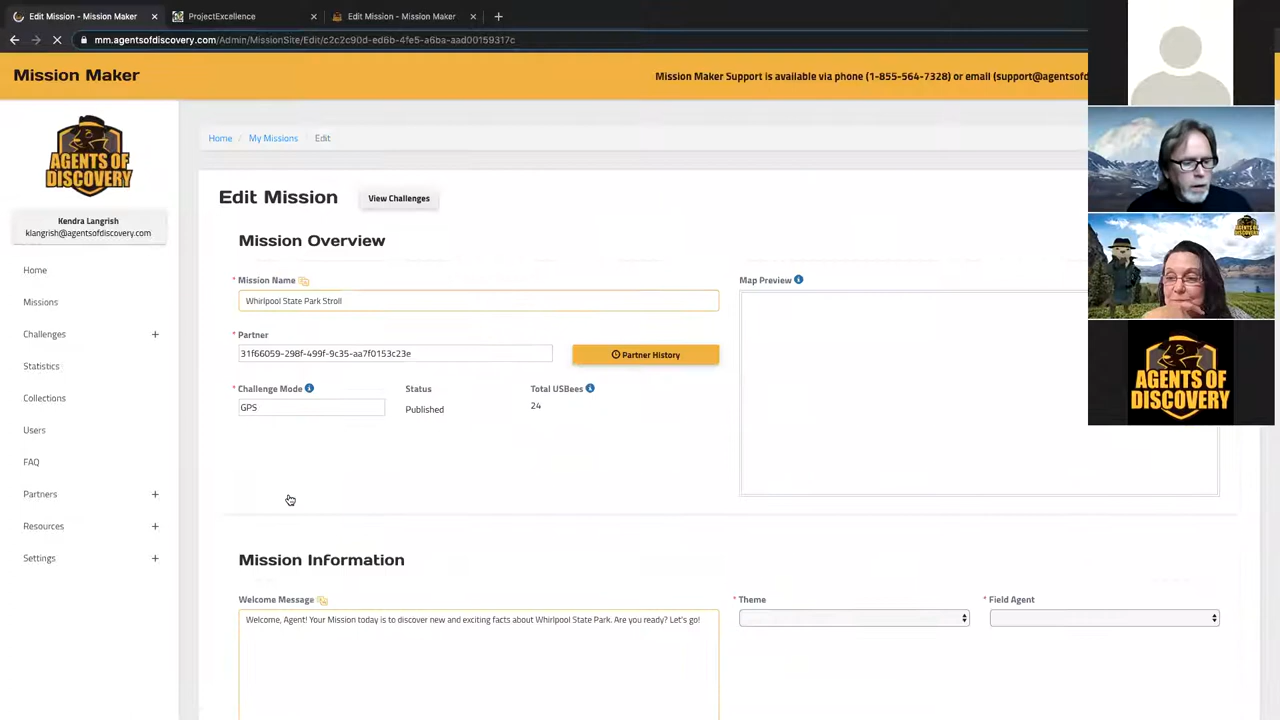 Edit Mission - Mission Maker
ProjectExcellence
Edit Mission - Mission Maker
mm.agentsofdiscovery.com/Admin/MissionSite/Edit/c2c2c90d-ed6b-4fe5-a6ba-aad00159317c
Mission Maker
Mission Maker Support is available via phone (1-855-564-7328) or email (support@agentsofd
AGENTS OF
DISCOVERY
Kendra Langrish
klangrish@agentsofdiscovery.com
Home
Missions
Challenges
Statistics
Collections
Users
FAQ
Partners
Resources
Settings
Home / My Missions / Edit
Edit Mission
View Challenges
Mission Overview
* Mission Name
Whirlpool State Park Stroll
Map Preview
* Partner
31f66059-298f-499f-9c35-aa7f0153c23e
Partner History
* Challenge Mode
Status
Total USBees
GPS
Published
24
Mission Information
Welcome Message
* Theme
* Field Agent
Welcome, Agent! Your Mission today is to discover new and exciting facts about Whirlpool State Park. Are you ready? Let's go!
AGENTS OF
DISCOVERY